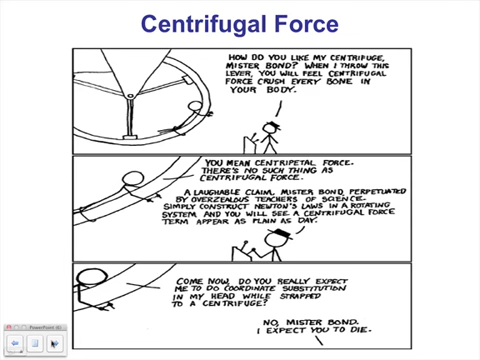 Centrifugal Force
HOW DO YOU LIKE MY CENTRIFUGE,
MISTER BOND? WHEN I THROW THIS
LEVER, YOU WILL FEEL CENTRIFUGAL
FORCE CRUSH EVERY BONE IN
YOUR BODY.
YOU MEAN CENTRIPETAL FORCE.
THERE'S NO SUCH THING AS
CENTRIFUGAL FORCE.
A LAUGHABLE CLAIM, MISTER BOND, PERPETUATED
BY OVERZEALOUS TEACHERS OF SCIENCE.
SIMPLY CONSTRUCT NEWTON'S LAWS IN A ROTATING
SYSTEM AND YOU WILL SEE A CENTRIFUGAL FORCE
TERM APPEAR AS PLAIN AS DAY.
COME NOW, DO YOU REALLY EXPECT
ME TO DO COORDINATE SUBSTITUTION
IN MY HEAD WHILE STRAPPED
TO A CENTRIFUGE?
NO, MISTER BOND.
I EXPECT YOU TO DIE.